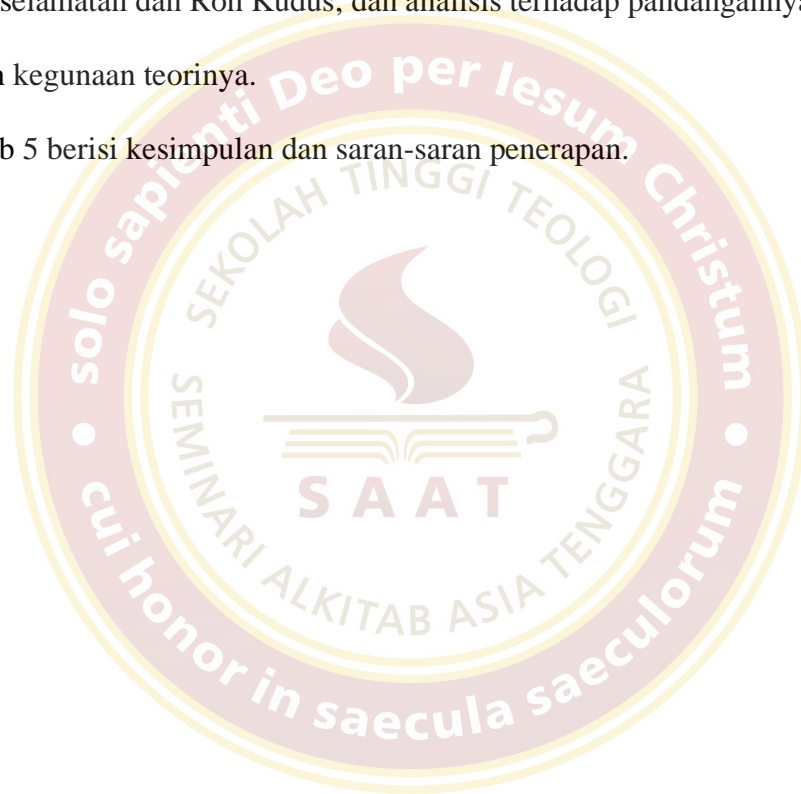 selamatan dan Roh Kudus, dan analisis terhadap pandangannya
kegunaan teorinya.
b 5 berisi kesimpulan dan saran-saran penerapan.
solo sapienti Deo per Iesum Christum
SEKOLAH TINGGI TEOLOGI
SEMINARI ALKITAB ASIA TENGGARA
SAAT
cui honor in saecula saeculorum